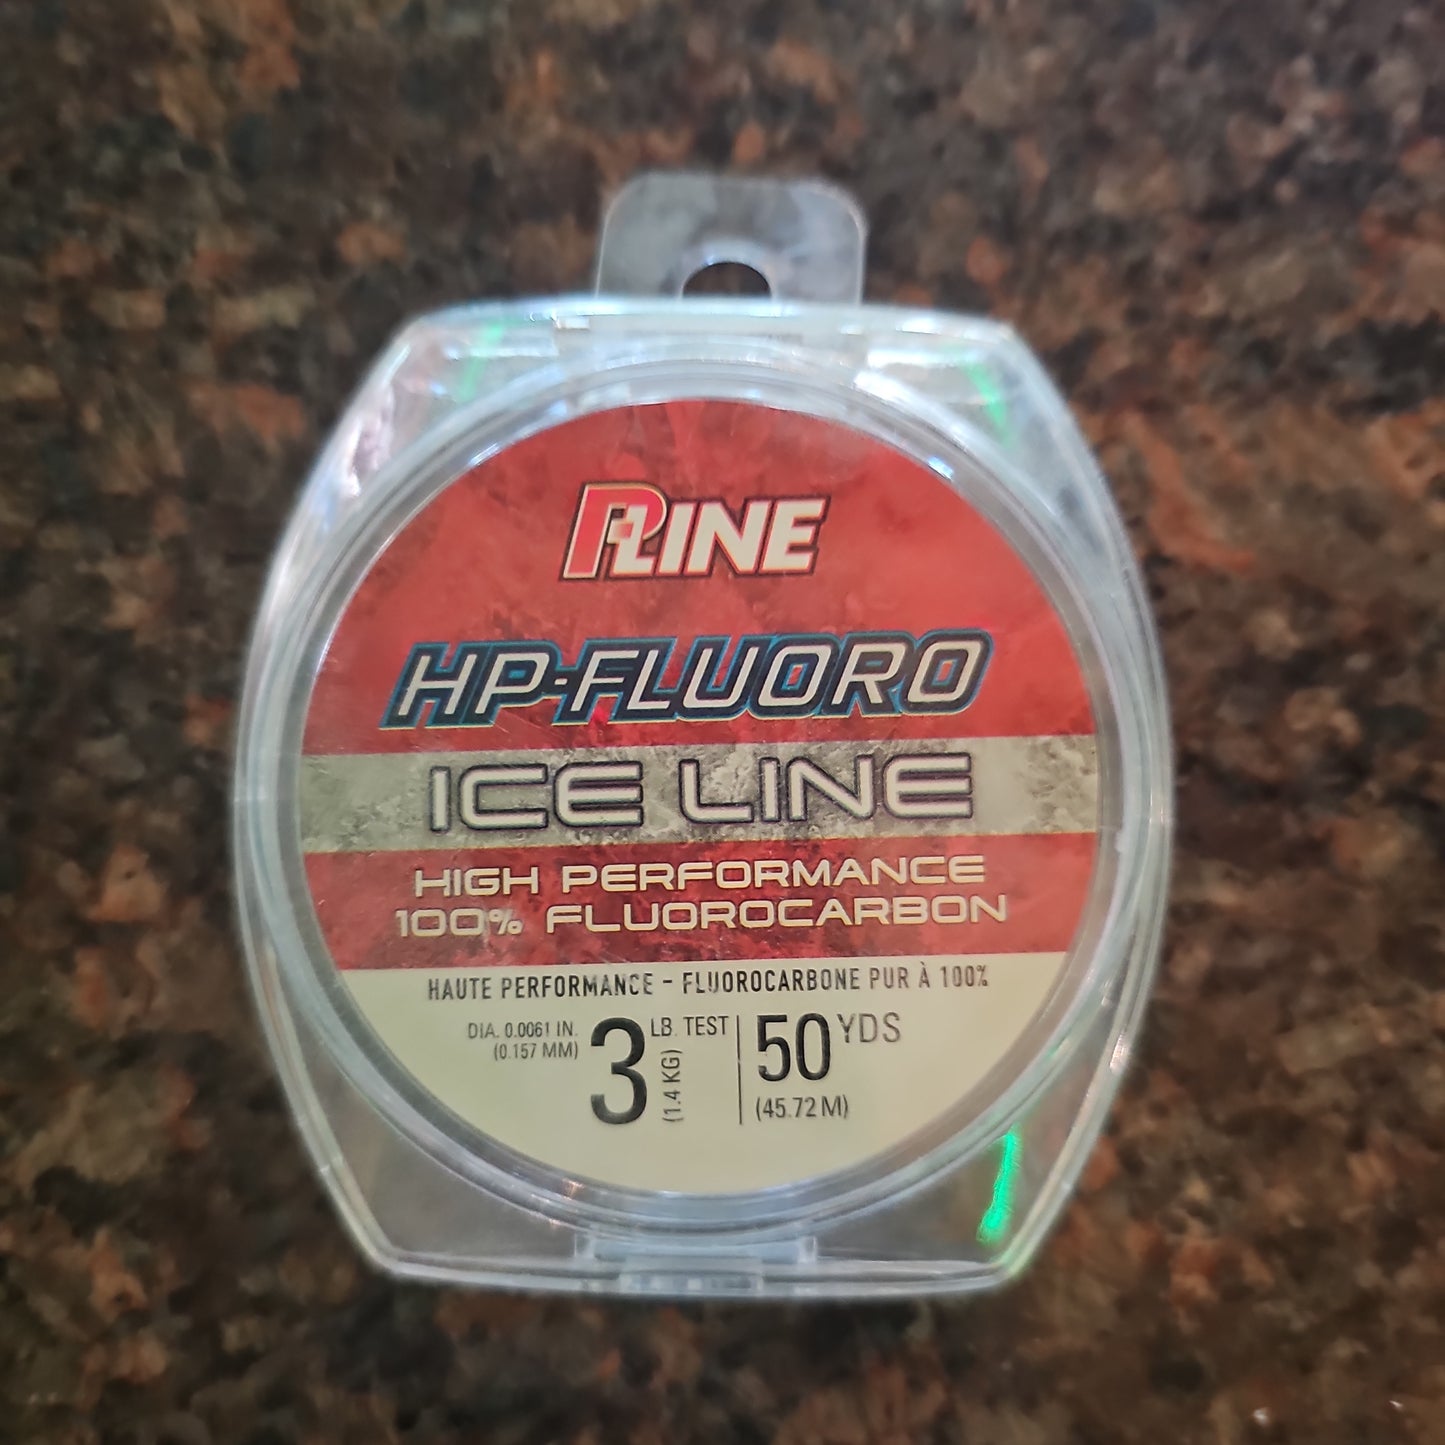 P-LINE
HP-FLUORO
ICE LINE
HIGH PERFORMANCE
100% FLUOROCARBON
HAUTE PERFORMANCE - FLUOROCARBONE PUR À 100%
DIA. 0.0061 IN.
(0.157 MM)
3 LB. TEST
(1.4 KG)
50 YDS
(45.72 M)